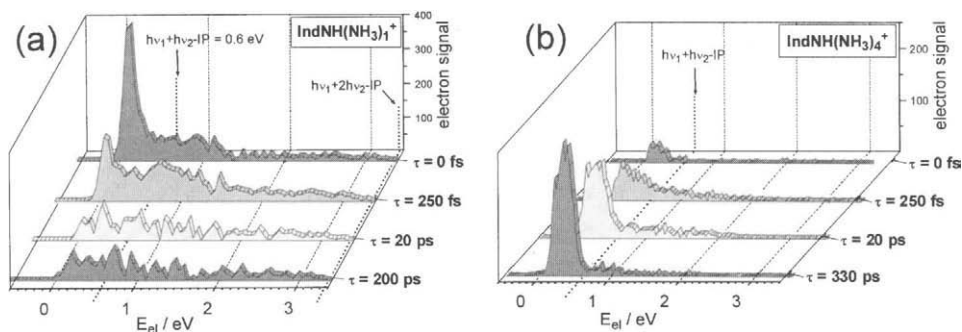 (a)
hν₁+hν₂-IP = 0.6 eV
IndNH(NH₃)₁⁺
hν₁+2hν₂-IP
400
300
200
100
electron signal
τ = 0 fs
τ = 250 fs
τ = 20 ps
τ = 200 ps
0 1 2 3
E_el / eV
(b)
hν₁+hν₂-IP
IndNH(NH₃)₄⁺
200
100
electron signal
τ = 0 fs
τ = 250 fs
τ = 20 ps
τ = 330 ps
0 1 2 3
E_el / eV